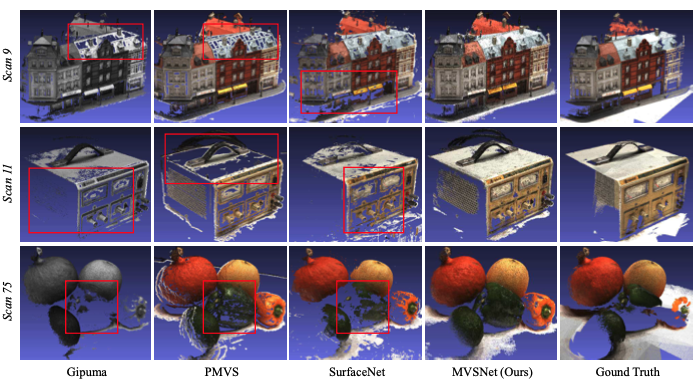 Scan 9
Scan 11
Scan 75
Gipuma
PMVS
SurfaceNet
MVSNet (Ours)
Gound Truth